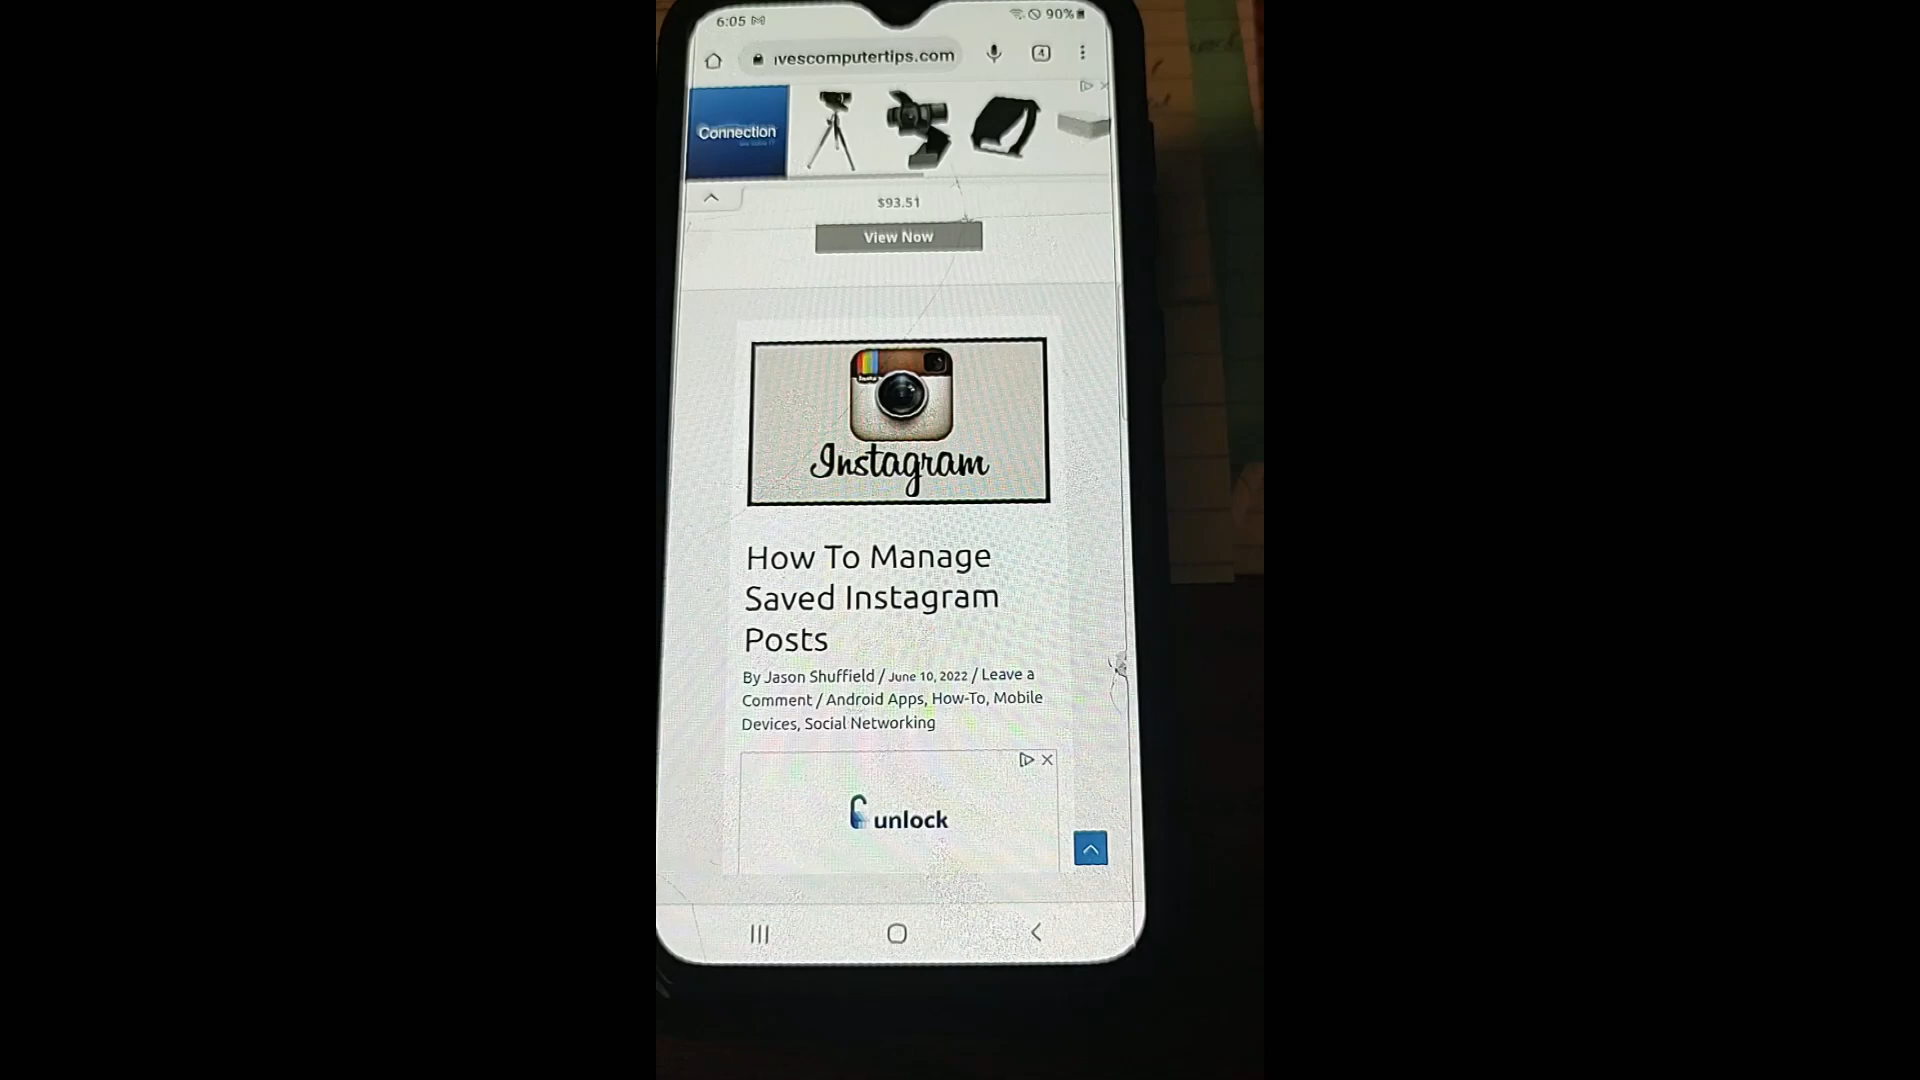 6:05
90%
ivescomputertips.com
4
Connection
$93.51
View Now
Instagram
How To Manage
Saved Instagram
Posts
By Jason Shuffield / June 10, 2022 / Leave a
Comment / Android Apps, How-To, Mobile
Devices, Social Networking
unlock